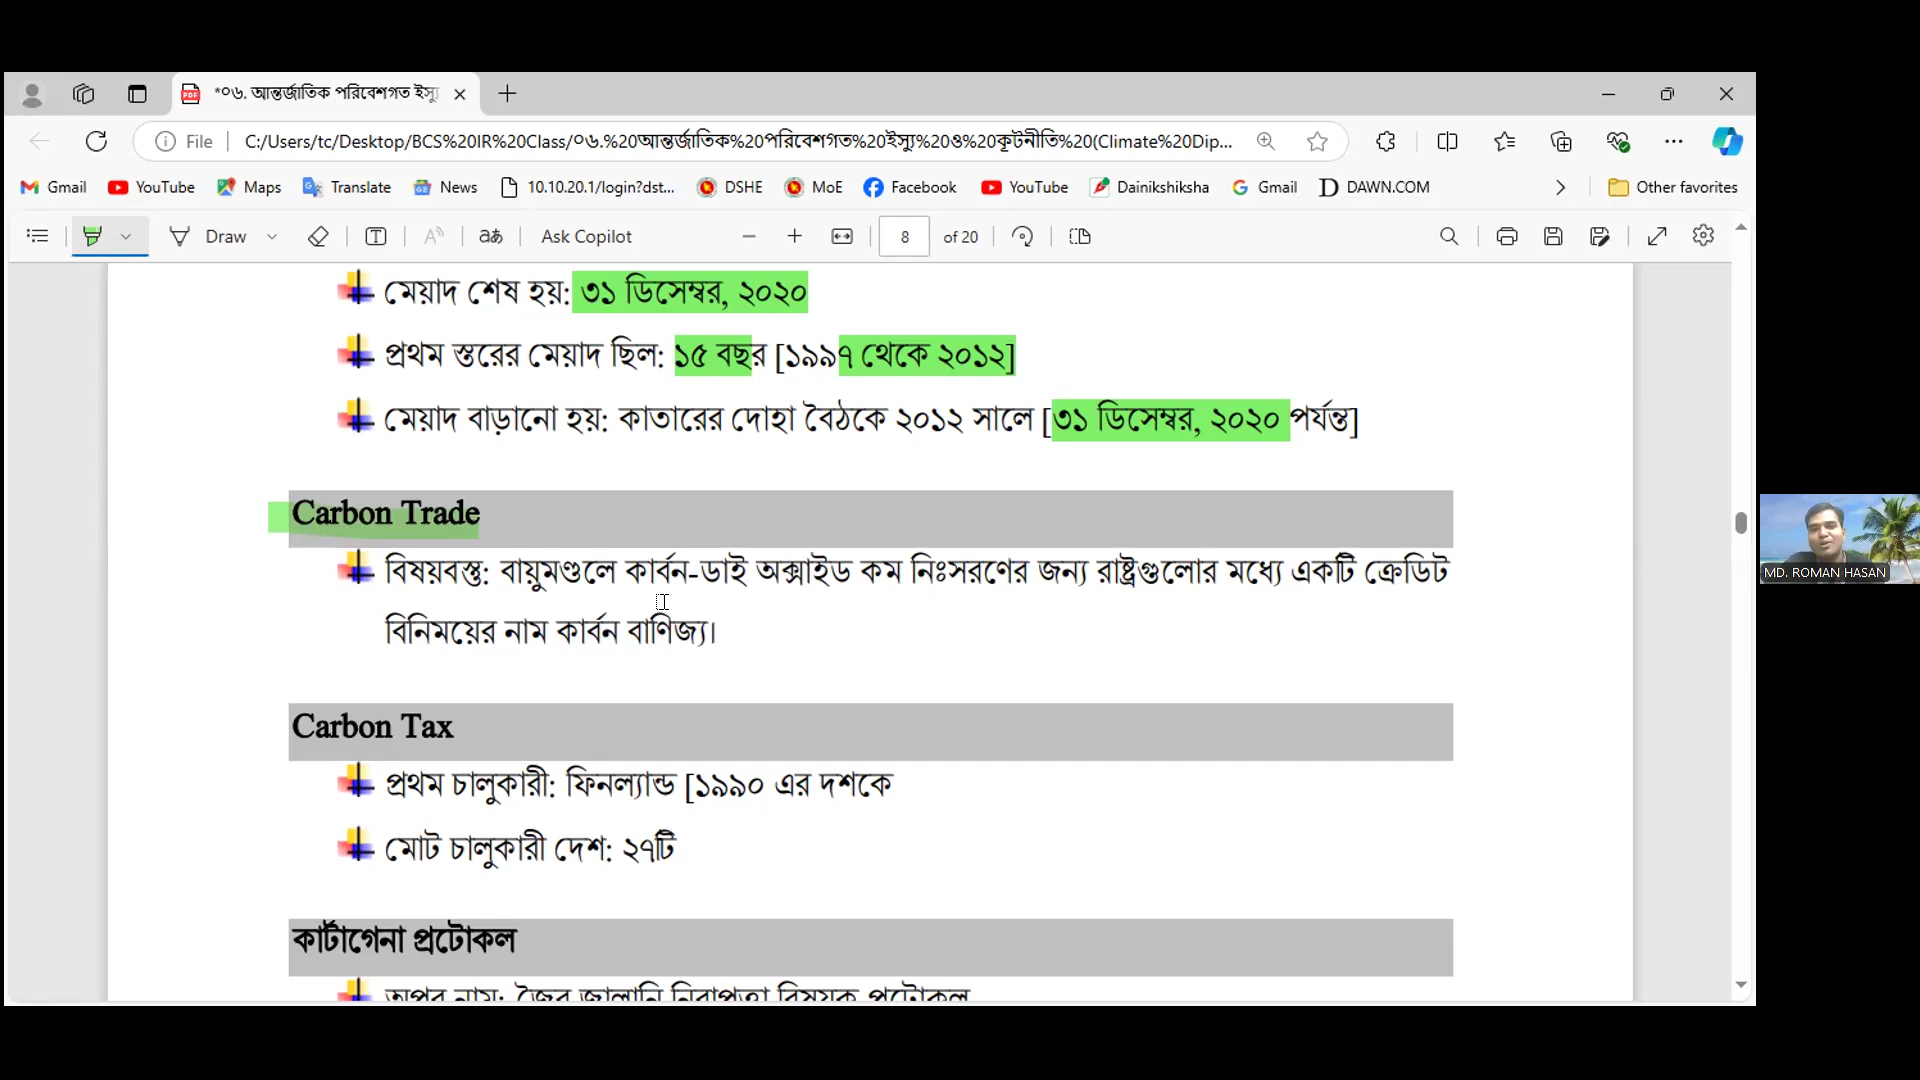 *০৬. আন্তর্জাতিক পরিবেশগত ইস্যু
File C:/Users/tc/Desktop/BCS%20IR%20Class/০৬.%20আন্তর্জাতিক%20পরিবেশগত%20ইস্যু%20ও%20কূটনীতি%20(Climate%20Dip...
Gmail YouTube Maps Translate News 10.10.20.1/login?dst... DSHE MoE Facebook YouTube Dainikshiksha Gmail DAWN.COM Other favorites
Draw Ask Copilot 8 of 20
মেয়াদ শেষ হয়: ৩১ ডিসেম্বর, ২০২০
প্রথম স্তরের মেয়াদ ছিল: ১৫ বছর [১৯৯৭ থেকে ২০১২]
মেয়াদ বাড়ানো হয়: কাতারের দোহা বৈঠকে ২০১২ সালে [৩১ ডিসেম্বর, ২০২০ পর্যন্ত]
Carbon Trade
বিষয়বস্তু: বায়ুমণ্ডলে কার্বন-ডাই অক্সাইড কম নিঃসরণের জন্য রাষ্ট্রগুলোর মধ্যে একটি ক্রেডিট
বিনিময়ের নাম কার্বন বাণিজ্য।
MD. ROMAN HASAN
Carbon Tax
প্রথম চালুকারী: ফিনল্যান্ড [১৯৯০ এর দশকে
মোট চালুকারী দেশ: ২৭টি
কার্টাগেনা প্রটোকল
অপর নাম: জৈব জ্বালানি নিরাপত্তা বিষয়ক প্রটোকল